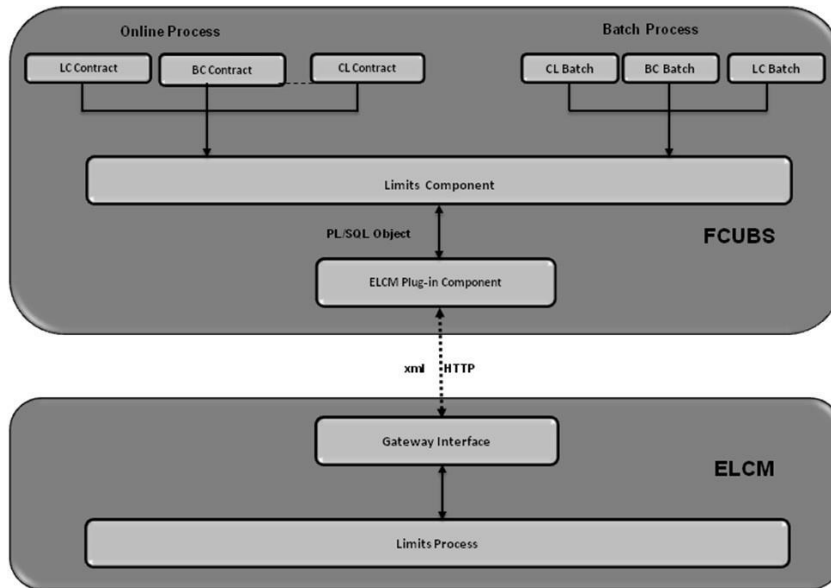 Online Process
Batch Process
LC Contract
BC Contract
CL Contract
CL Batch
BC Batch
LC Batch
Limits Component
PL/SQL Object
FCUBS
ELCM Plug-in Component
xml HTTP
Gateway Interface
ELCM
Limits Process